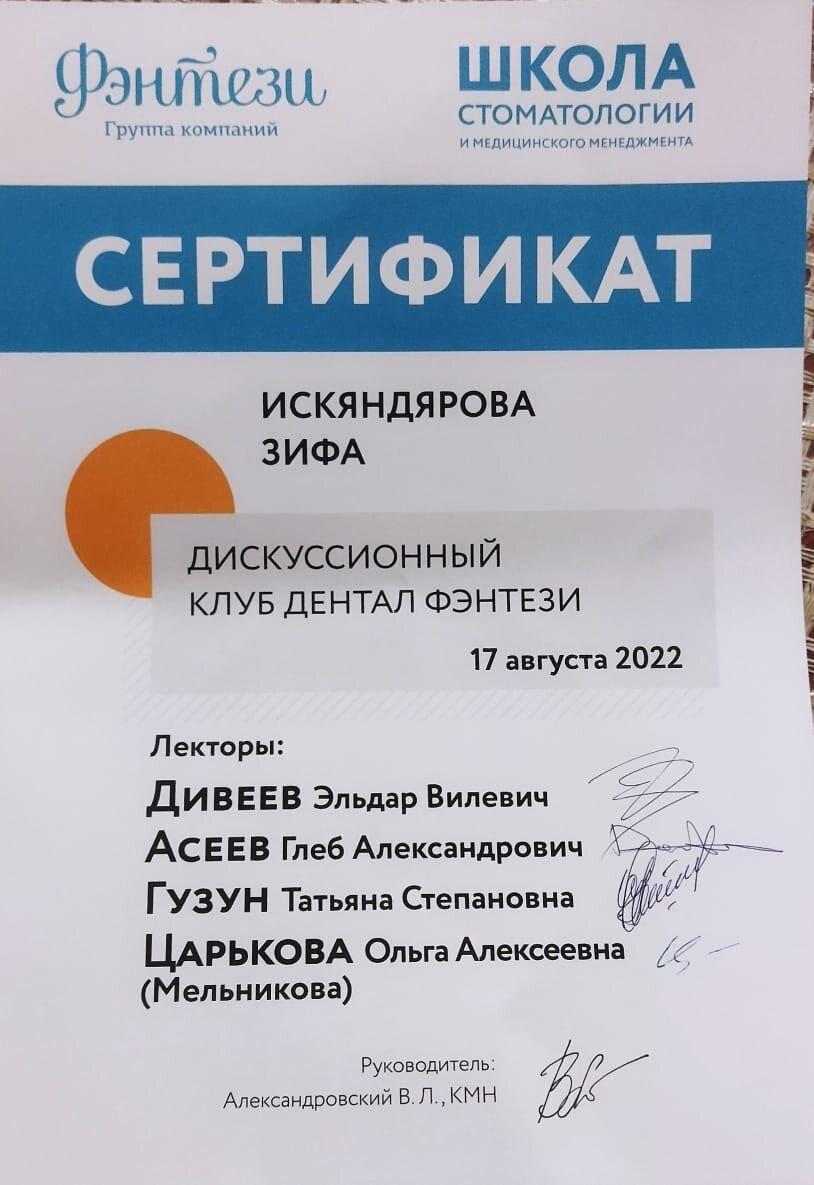 Фэнтези
Группа компаний
ШКОЛА
СТОМАТОЛОГИИ
И МЕДИЦИНСКОГО МЕНЕДЖМЕНТА
СЕРТИФИКАТ
ИСКЯНДЯРОВА
ЗИФА
ДИСКУССИОННЫЙ
КЛУБ ДЕНТАЛ ФЭНТЕЗИ
17 августа 2022
Лекторы:
ДИВЕЕВ Эльдар Вилевич
АСЕЕВ Глеб Александрович
ГУЗУН Татьяна Степановна
ЦАРЬКОВА Ольга Алексеевна
(Мельникова)
Руководитель:
Александровский В. Л., КМН